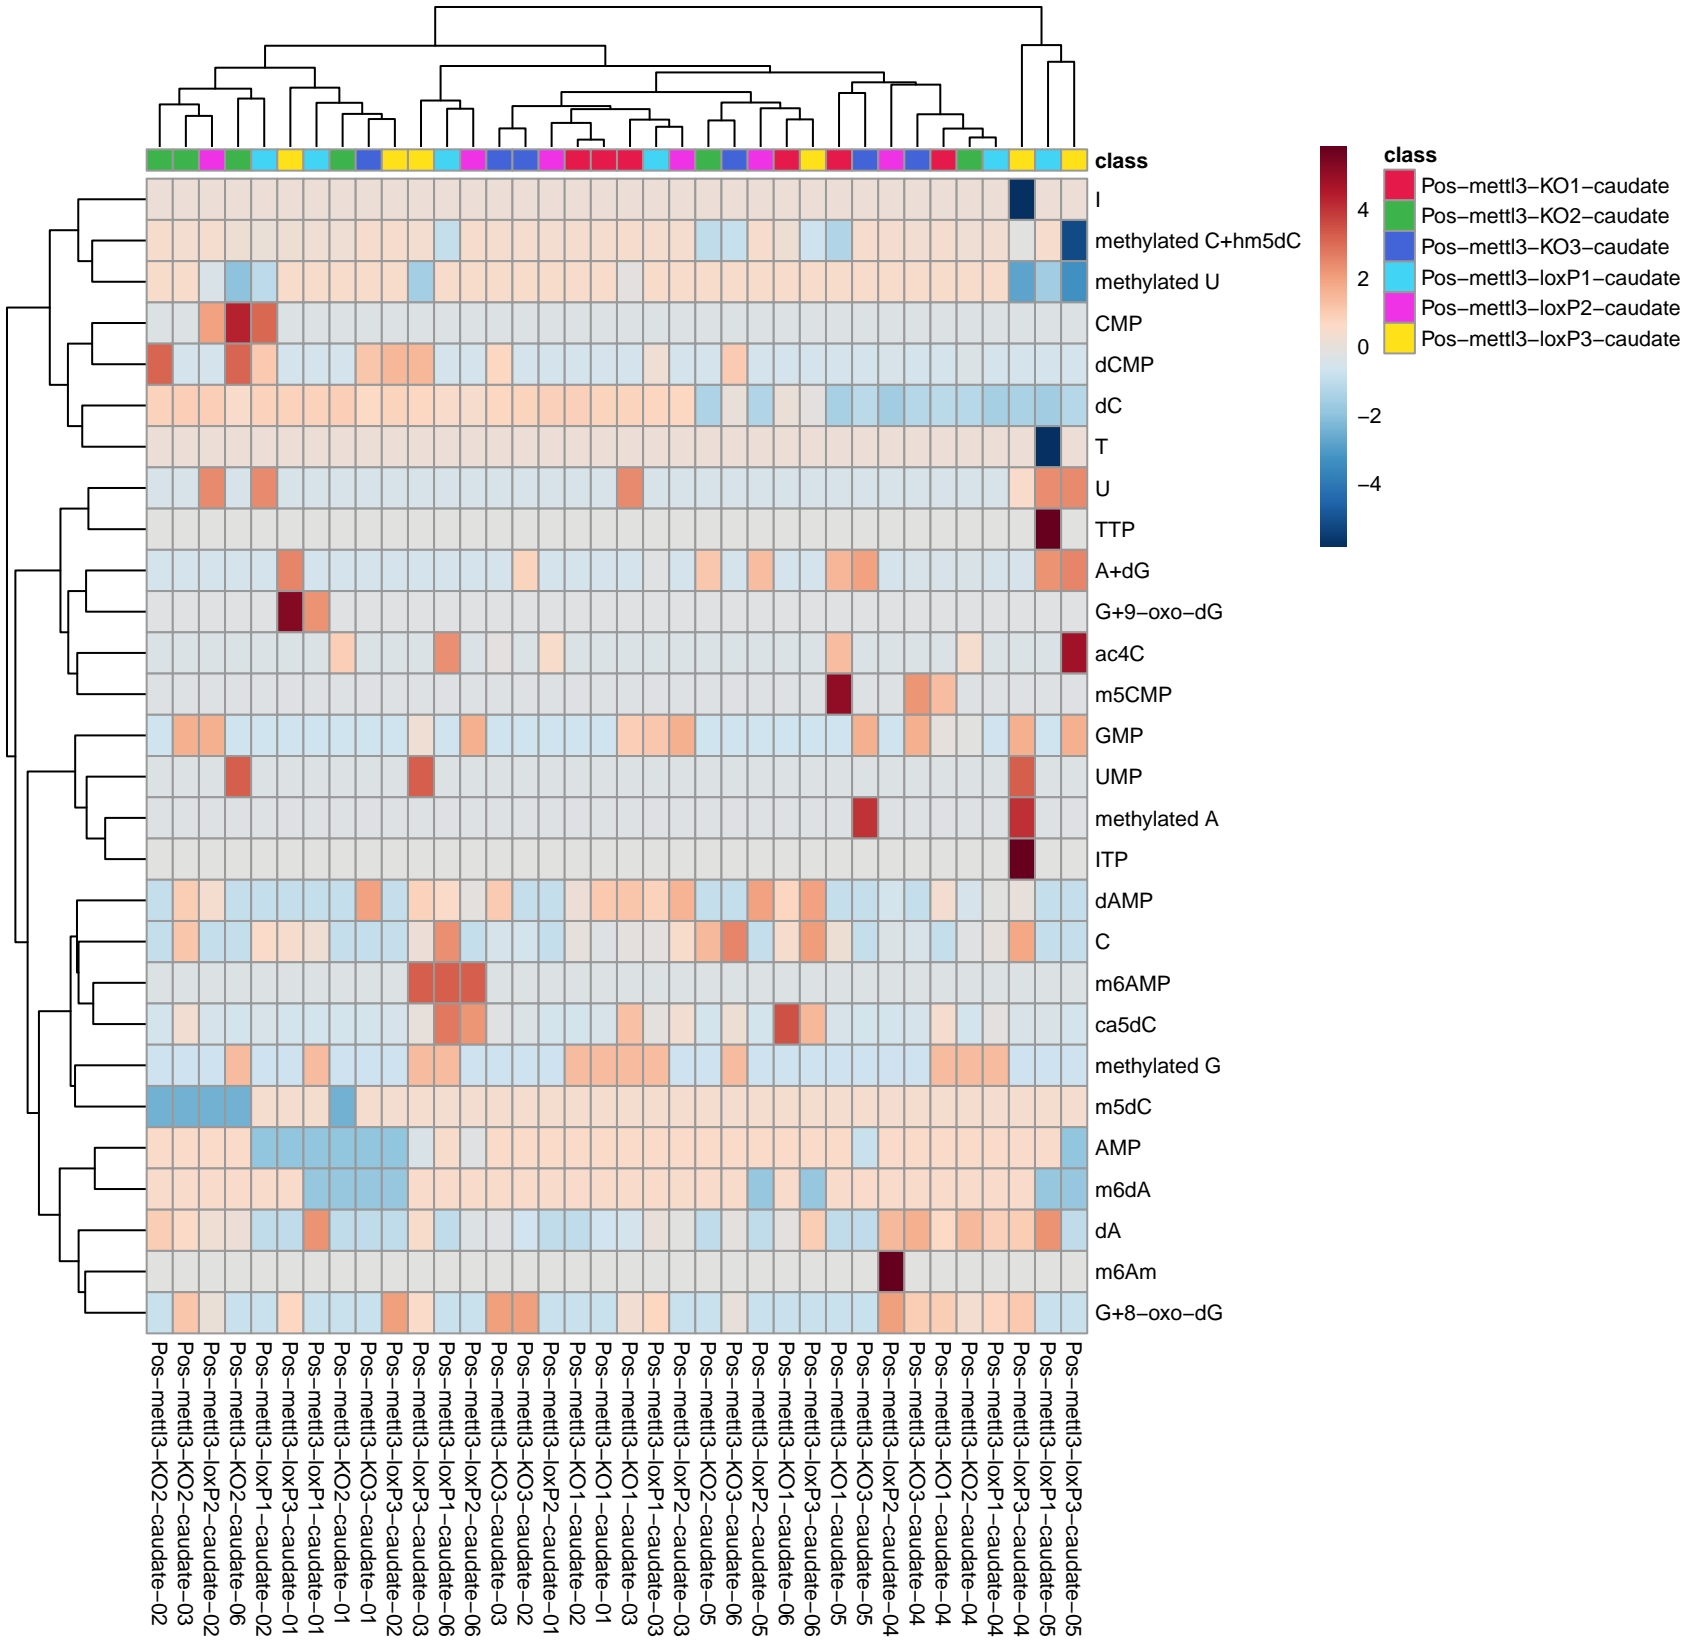 class
I
methylated C+hm5dC
methylated U
CMP
dCMP
dC
T
U
TTP
A+dG
G+9−oxo−dG
ac4C
m5CMP
GMP
UMP
methylated A
ITP
dAMP
C
m6AMP
ca5dC
methylated G
m5dC
AMP
m6dA
dA
m6Am
G+8−oxo−dG
4
2
0
−2
−4
class
Pos−mettl3−KO1−caudate
Pos−mettl3−KO2−caudate
Pos−mettl3−KO3−caudate
Pos−mettl3−loxP1−caudate
Pos−mettl3−loxP2−caudate
Pos−mettl3−loxP3−caudate
Pos−mettl3−KO2−caudate−02
Pos−mettl3−KO2−caudate−03
Pos−mettl3−loxP2−caudate−02
Pos−mettl3−KO2−caudate−06
Pos−mettl3−loxP1−caudate−02
Pos−mettl3−loxP3−caudate−01
Pos−mettl3−loxP1−caudate−01
Pos−mettl3−KO2−caudate−01
Pos−mettl3−KO3−caudate−01
Pos−mettl3−loxP3−caudate−02
Pos−mettl3−loxP3−caudate−03
Pos−mettl3−loxP1−caudate−06
Pos−mettl3−loxP2−caudate−06
Pos−mettl3−KO3−caudate−03
Pos−mettl3−KO3−caudate−02
Pos−mettl3−loxP2−caudate−01
Pos−mettl3−KO1−caudate−02
Pos−mettl3−KO1−caudate−01
Pos−mettl3−KO1−caudate−03
Pos−mettl3−loxP1−caudate−03
Pos−mettl3−loxP2−caudate−03
Pos−mettl3−KO2−caudate−05
Pos−mettl3−KO3−caudate−06
Pos−mettl3−loxP2−caudate−05
Pos−mettl3−KO1−caudate−06
Pos−mettl3−loxP3−caudate−06
Pos−mettl3−KO1−caudate−05
Pos−mettl3−KO3−caudate−05
Pos−mettl3−loxP2−caudate−04
Pos−mettl3−KO3−caudate−04
Pos−mettl3−KO1−caudate−04
Pos−mettl3−KO2−caudate−04
Pos−mettl3−loxP1−caudate−04
Pos−mettl3−loxP3−caudate−04
Pos−mettl3−loxP1−caudate−05
Pos−mettl3−loxP3−caudate−05